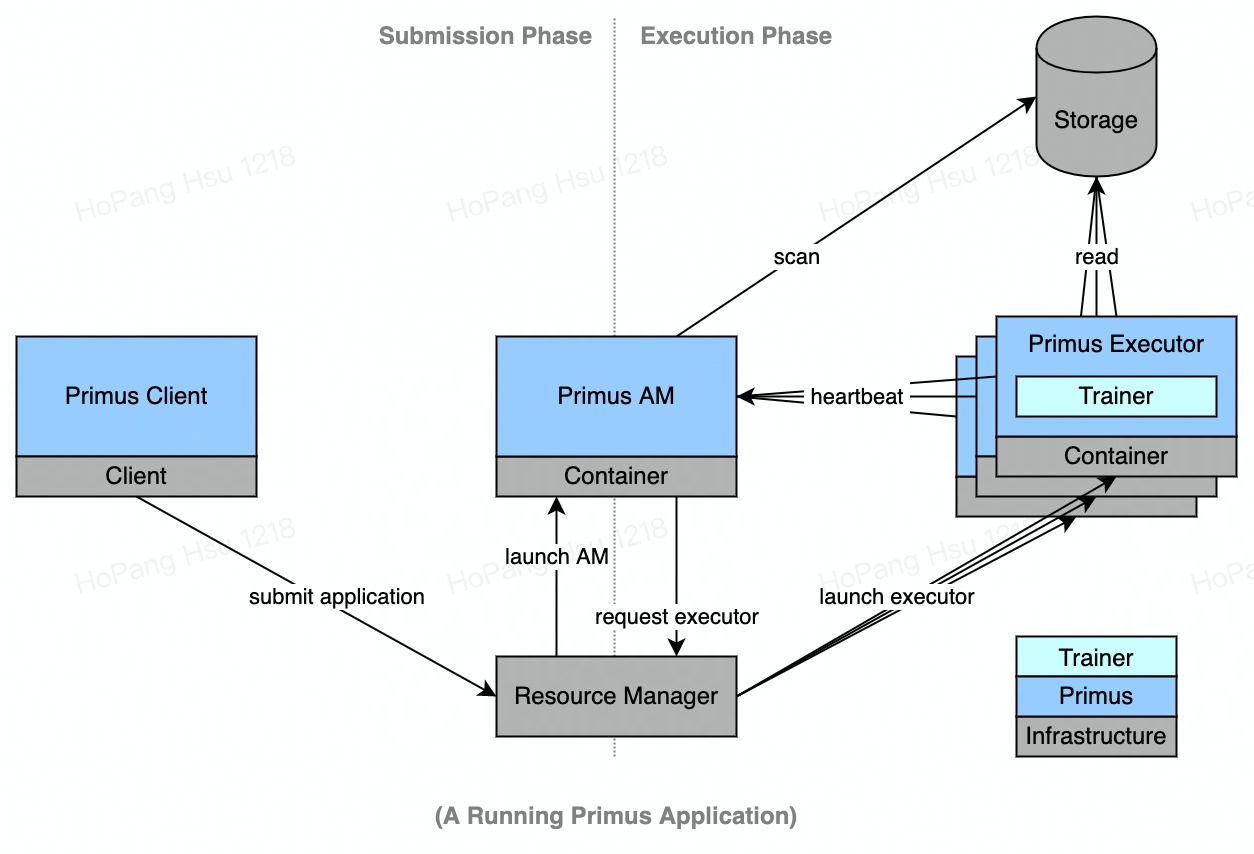 Submission Phase
Execution Phase
Storage
HoPang Hsu 1218
HoPang Hsu 1218
HoPang Hsu 1218
HoPa
scan
read
Primus Client
Client
Primus AM
Container
heartbeat
Primus Executor
Trainer
Container
HoPang Hsu 1218
HoPang Hsu 1218
HoPang Hsu 1218
HoPa
launch AM
submit application
request executor
launch executor
Resource Manager
Trainer
Primus
Infrastructure
(A Running Primus Application)